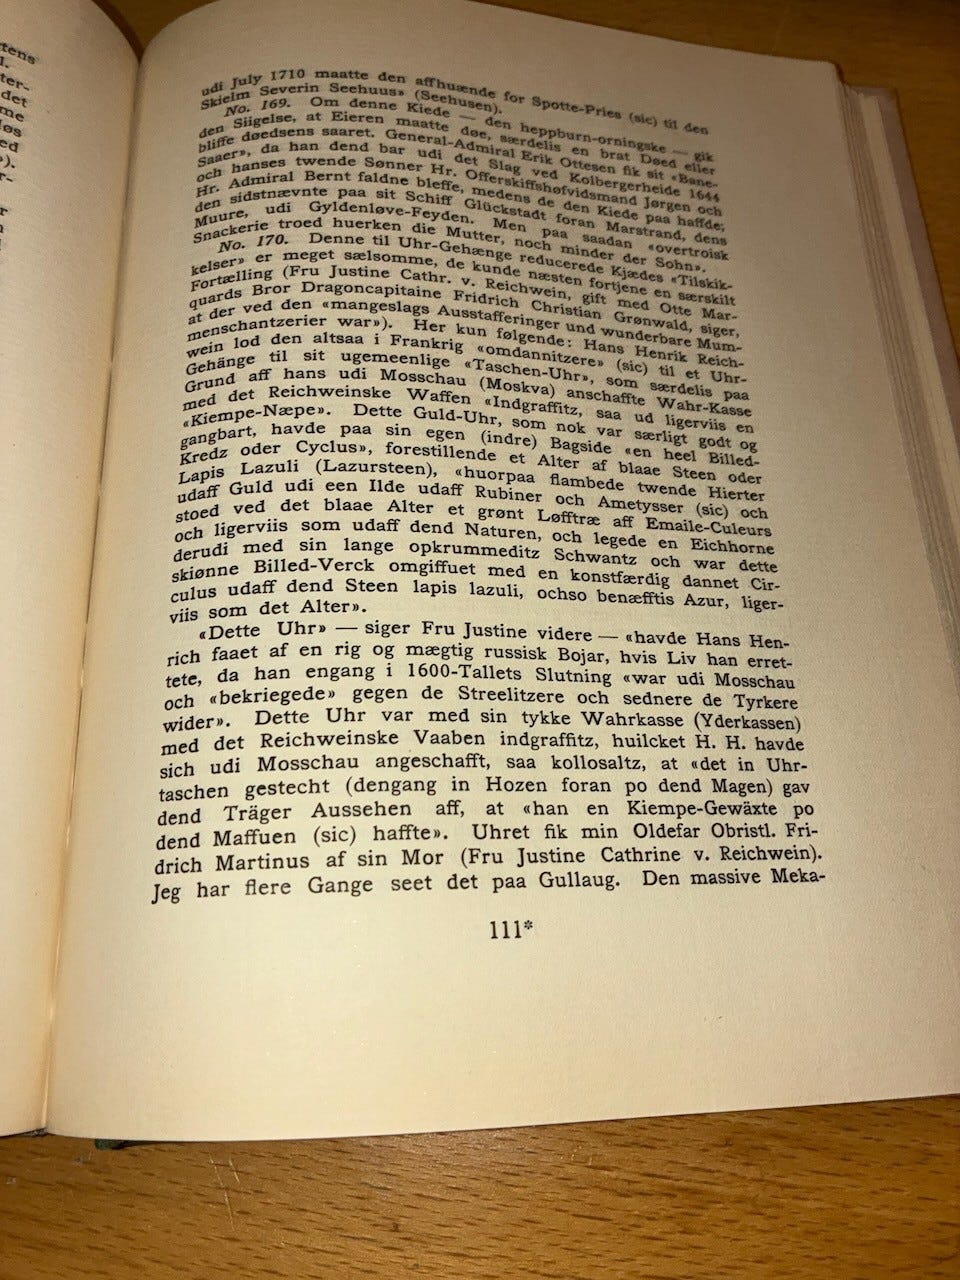 rtens
l.
ter-
det
me
øs
ed
»).
r-
r
n
!
udi July 1710 maatte den affhuænde for Spotte-Pries (sic) til den
Skielm Severin Seehuus» (Seehusen).
No. 169. Om denne Kiede — den heppburn-orningske — gik
den Siigelse, at Eieren maatte døe, særdelis en brat Døed eller
bliffe døedsens saaret. General-Admiral Erik Ottesen fik sit «Bane-
Saaer», da han dend bar udi det Slag ved Kolbergerheide 1644
og hanses twende Sønner Hr. Offerskiffshøfvidsmand Jørgen och
Hr. Admiral Bernt faldne bleffe, medens de den Kiede paa haffde;
den sidstnævnte paa sit Schiff Glückstadt foran Marstrand, dens
Muure, udi Gyldenløve-Feyden. Men paa saadan «overtroisk
Snackerie troed huerken die Mutter, noch minder der Sohn».
No. 170. Denne til Uhr-Gehænge reducerede Kjædes «Tilskik-
kelser» er meget sælsomme, de kunde næsten fortjene en særskilt
Fortælling (Fru Justine Cathr. v. Reichwein, gift med Otte Mar-
quards Bror Dragoncapitaine Fridrich Christian Grønwald, siger,
at der ved den «mangeslags Ausstafferinger und wunderbare Mum-
menschantzerier war»). Her kun følgende: Hans Henrik Reich-
wein lod den altsaa i Frankrig «omdannitzere» (sic) til et Uhr-
Gehänge til sit ugemeenlige «Taschen-Uhr», som særdelis paa
Grund aff hans udi Mosschau (Moskva) anschaffte Wahr-Kasse
med det Reichweinske Waffen «Indgraffitz, saa ud ligerviis en
«Kiempe-Næpe». Dette Guld-Uhr, som nok var særligt godt og
gangbart, havde paa sin egen (indre) Bagside «en heel Billed-
Kredz oder Cyclus», forestillende et Alter af blaae Steen oder
Lapis Lazuli (Lazursteen), «huorpaa flambede twende Hierter
udaff Guld udi een Ilde udaff Rubiner och Ametysser (sic) och
stoed ved det blaae Alter et grønt Løfftræ aff Emaile-Culeurs
och ligerviis som udaff dend Naturen, och legede en Eichhorne
derudi med sin lange opkrummeditz Schwantz och war dette
skiønne Billed-Verck omgiffuet med en konstfærdig dannet Cir-
culus udaff dend Steen lapis lazuli, ochso benæfftis Azur, liger-
viis som det Alter».
«Dette Uhr» — siger Fru Justine videre — «havde Hans Hen-
rich faaet af en rig og mægtig russisk Bojar, hvis Liv han erret-
tete, da han engang i 1600-Tallets Slutning «war udi Mosschau
och «bekriegede» gegen de Streelitzere och sednere de Tyrkere
wider». Dette Uhr var med sin tykke Wahrkasse (Yderkassen)
med det Reichweinske Vaaben indgraffitz, huilcket H. H. havde
sich udi Mosschau angeschafft, saa kollosaltz, at «det in Uhr-
taschen gestecht (dengang in Hozen foran po dend Magen) gav
dend Träger Aussehen aff, at «han en Kiempe-Gewäxte po
dend Maffuen (sic) haffte». Uhret fik min Oldefar Obristl. Fri-
drich Martinus af sin Mor (Fru Justine Cathrine v. Reichwein).
Jeg har flere Gange seet det paa Gullaug. Den massive Meka-
111*